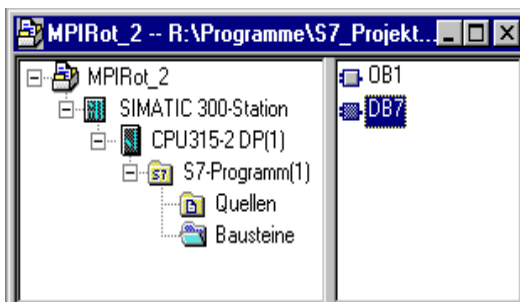 MPIRot_2 -- R:\Programme\S7_Projekt...
MPIRot_2
SIMATIC 300-Station
CPU315-2 DP(1)
S7-Programm(1)
Quellen
Bausteine
OB1
DB7